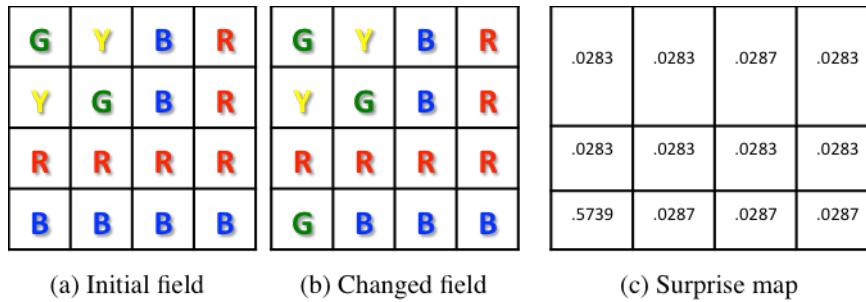 G Y B R G Y B R .0283 .0283 .0287 .0283
Y G B R Y G B R
R R R R R R R R .0283 .0283 .0283 .0283
B B B B G B B B .5739 .0287 .0287 .0287
(a) Initial field (b) Changed field (c) Surprise map